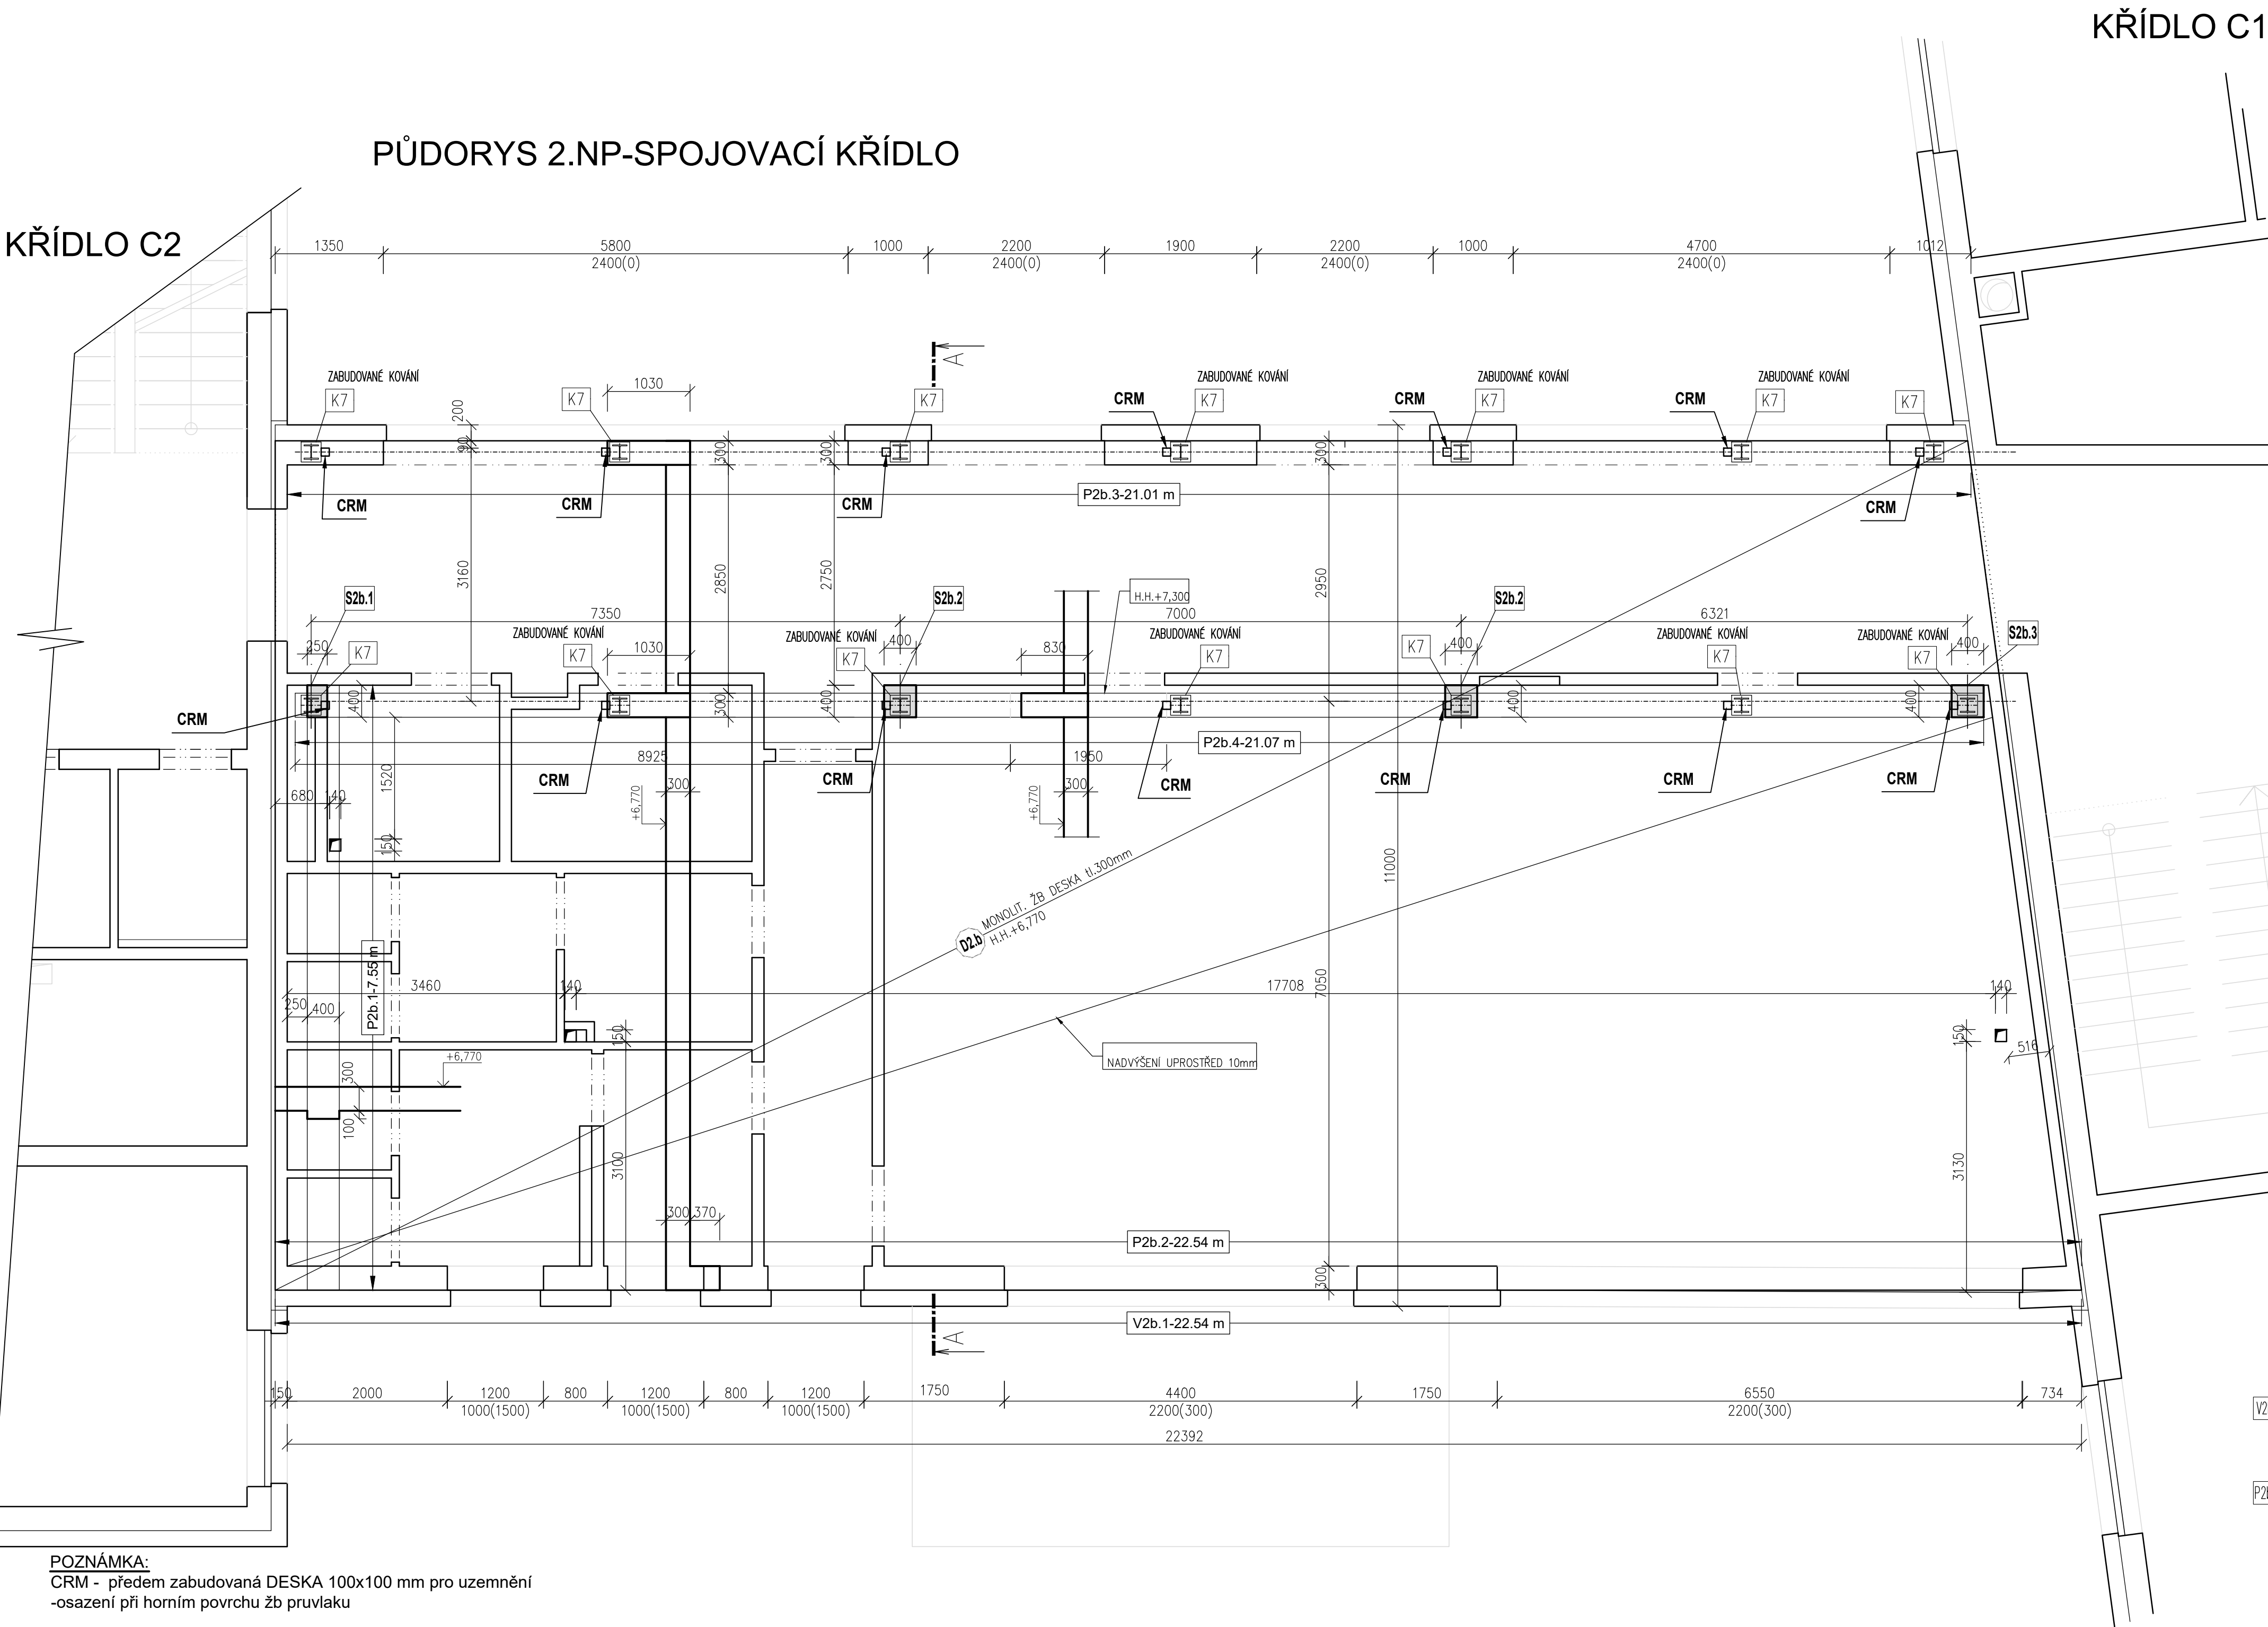 KŘÍDLO C1
PŮDORYS 2.NP-SPOJOVACÍ KŘÍDLO
KŘÍDLO C2
1350 5800 1000 2200 1900 2200 1000 4700 1012
2400(0) 2400(0) 2400(0) 2400(0)
A
ZABUDOVANÉ KOVÁNÍ ZABUDOVANÉ KOVÁNÍ ZABUDOVANÉ KOVÁNÍ ZABUDOVANÉ KOVÁNÍ
1030
K7 K7 K7 CRM K7 CRM K7 CRM K7 K7
200
90 300 300 300
P2b.3-21.01 m
CRM CRM CRM CRM
3160 2850 2750 2950
S2b.1 S2b.2 H.H.+7,300 S2b.2
7350 7000 6321
ZABUDOVANÉ KOVÁNÍ ZABUDOVANÉ KOVÁNÍ ZABUDOVANÉ KOVÁNÍ ZABUDOVANÉ KOVÁNÍ ZABUDOVANÉ KOVÁNÍ S2b.3
250 1030 400 830 400 400
K7 K7 K7 K7 K7 K7 K7
400 300 400 400 400
CRM
P2b.4-21.07 m
8925 1950
CRM CRM CRM CRM CRM CRM
1520 300 300
680 140 +6,770 +6,770
150
11000
MONOLIT. ŽB DESKA tl.300mm
D2.b
H.H.+6,770
P2b.1-7.55 m
3460 140 17708 7050 140
250 400
150 150
516
NADVÝŠENÍ UPROSTŘED 10mm
+6,770
300
100
3100 3130
300 370
P2b.2-22.54 m
300
V2b.1-22.54 m
A
150 2000 1200 800 1200 800 1200 1750 4400 1750 6550 734
1000(1500) 1000(1500) 1000(1500) 2200(300) 2200(300)
22392
V2
P2b
POZNÁMKA:
CRM - předem zabudovaná DESKA 100x100 mm pro uzemnění
-osazení při horním povrchu žb pruvlaku